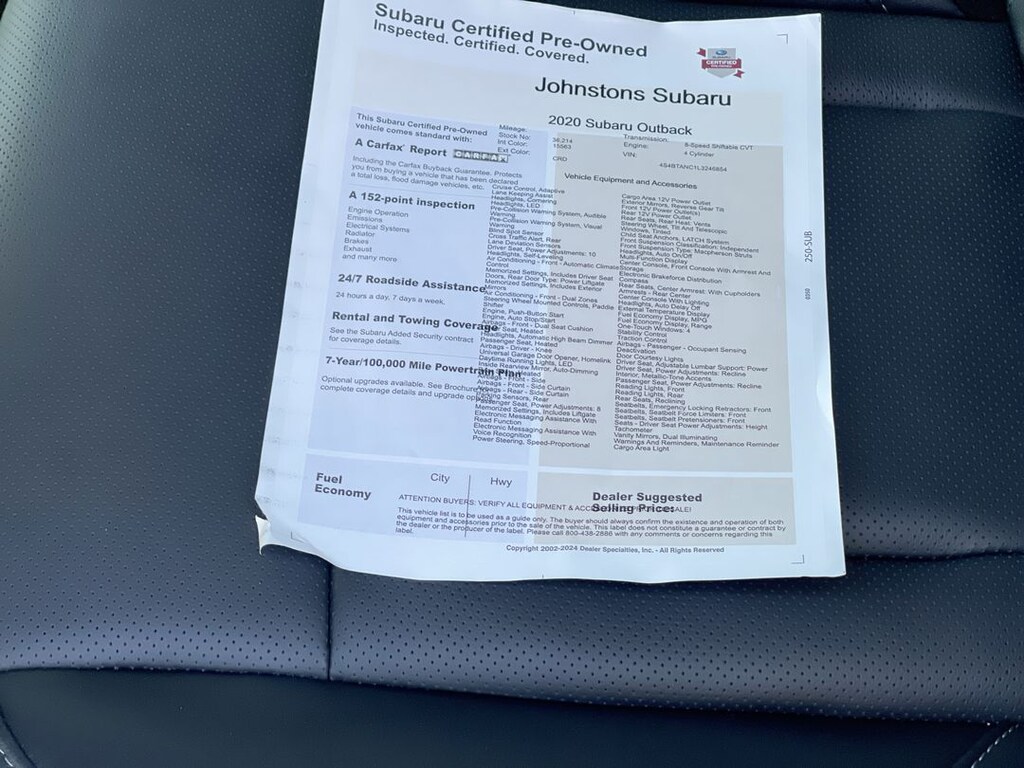 Subaru Certified Pre-Owned
Inspected. Certified. Covered.
SUBARU
CERTIFIED
PRE-OWNED
Johnstons Subaru
2020 Subaru Outback
This Subaru Certified Pre-Owned
vehicle comes standard with:
A Carfax Report CARFAX
Including the Carfax Buyback Guarantee. Protects
you from buying a vehicle that has been declared
a total loss, flood damage vehicles, etc.
A 152-point inspection
Engine Operation
Emissions
Electrical Systems
Radiator
Brakes
Exhaust
and many more
24/7 Roadside Assistance
24 hours a day, 7 days a week.
Rental and Towing Coverage
See the Subaru Added Security contract
for coverage details.
7-Year/100,000 Mile Powertrain Plan
Optional upgrades available. See Brochure for
complete coverage details and upgrade options.
Mileage: 36,214
Stock No: 15563
Int Color:
Ext Color: CRD
Transmission: 8-Speed Shiftable CVT
Engine: 4 Cylinder
VIN: 4S4BTANC1L3246854
Vehicle Equipment and Accessories
Cruise Control, Adaptive
Lane Keeping Assist
Headlights, Cornering
Headlights, LED
Pre-Collision Warning System, Audible
Warning
Pre-Collision Warning System, Visual
Warning
Blind Spot Sensor
Cross Traffic Alert, Rear
Lane Deviation Sensors
Driver Seat, Power Adjustments: 10
Headlights, Self-Leveling
Air Conditioning - Front - Automatic Climate
Control
Memorized Settings, Includes Driver Seat
Doors, Rear Door Type: Power Liftgate
Memorized Settings, Includes Exterior
Mirrors
Air Conditioning - Front - Dual Zones
Steering Wheel Mounted Controls, Paddle
Shifter
Engine, Push-Button Start
Engine, Auto Stop/Start
Airbags - Front - Dual Seat Cushion
Driver Seat, Heated
Headlights, Automatic High Beam Dimmer
Passenger Seat, Heated
Airbags - Driver - Knee
Universal Garage Door Opener, Homelink
Daytime Running Lights, LED
Inside Rearview Mirror, Auto-Dimming
Heated
Airbags - Front - Side
Airbags - Front - Side Curtain
Airbags - Rear - Side Curtain
Parking Sensors, Rear
Passenger Seat, Power Adjustments: 8
Memorized Settings, Includes Liftgate
Electronic Messaging Assistance With
Read Function
Electronic Messaging Assistance With
Voice Recognition
Power Steering, Speed-Proportional
Cargo Area 12V Power Outlet
Exterior Mirrors, Reverse Gear Tilt
Front 12V Power Outlet(s)
Rear 12V Power Outlet
Rear Seats, Rear Heat, Vents
Steering Wheel, Tilt And Telescopic
Windows, Tinted
Child Seat Anchors, LATCH System
Front Suspension Classification: Independent
Front Suspension Type: Macpherson Struts
Headlights, Auto On/Off
Multi-Function Display
Center Console, Front Console With Armrest And
Storage
Electronic Brakeforce Distribution
Compass
Rear Seats, Center Armrest, With Cupholders
Armrests - Rear Center
Center Console With Lighting
Headlights, Auto Delay Off
External Temperature Display
Fuel Economy Display, MPG
Fuel Economy Display, Range
One-Touch Windows: 4
Stability Control
Traction Control
Airbags - Passenger - Occupant Sensing
Deactivation
Door Courtesy Lights
Driver Seat, Adjustable Lumbar Support: Power
Driver Seat, Power Adjustments: Recline
Interior, Metallic-Tone Accents
Passenger Seat, Power Adjustments: Recline
Reading Lights, Front
Reading Lights, Rear
Rear Seats, Reclining
Seatbelts, Emergency Locking Retractors: Front
Seatbelts, Seatbelt Force Limiters: Front
Seatbelts, Seatbelt Pretensioners: Front
Seats - Driver Seat Power Adjustments: Height
Tachometer
Vanity Mirrors, Dual Illuminating
Warnings And Reminders, Maintenance Reminder
Cargo Area Light
250-SUB
Fuel
Economy
City
Hwy
Dealer Suggested
Selling Price:
ATTENTION BUYERS: VERIFY ALL EQUIPMENT & SALE!
This vehicle list is to be used as a guide only. The buyer should always confirm the existence and operation of both
equipment and accessories prior to the sale of the vehicle. This label does not constitute a guarantee or contract by
the dealer or the producer of the label. Please call 800-436-2886 with any comments or concerns regarding this
label.
Copyright 2002-2024 Dealer Specialties, Inc. - All Rights Reserved